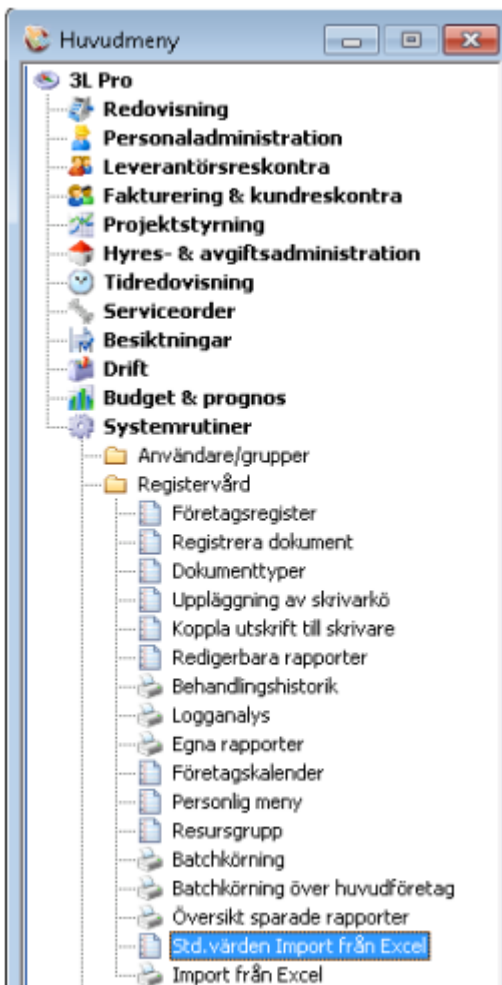 Huvudmeny
3L Pro
Redovisning
Personaladministration
Leverantörsreskontra
Fakturering & kundreskontra
Projektstyrning
Hyres- & avgiftsadministration
Tidredovisning
Serviceorder
Besiktningar
Drift
Budget & prognos
Systemrutiner
Användare/grupper
Registervård
Företagsregister
Registrera dokument
Dokumenttyper
Uppläggning av skrivarkö
Koppla utskrift till skrivare
Redigerbara rapporter
Behandlingshistorik
Logganalys
Egna rapporter
Företagskalender
Personlig meny
Resursgrupp
Batchkörning
Batchkörning över huvudföretag
Översikt sparade rapporter
Std.värden Import från Excel
Import från Excel